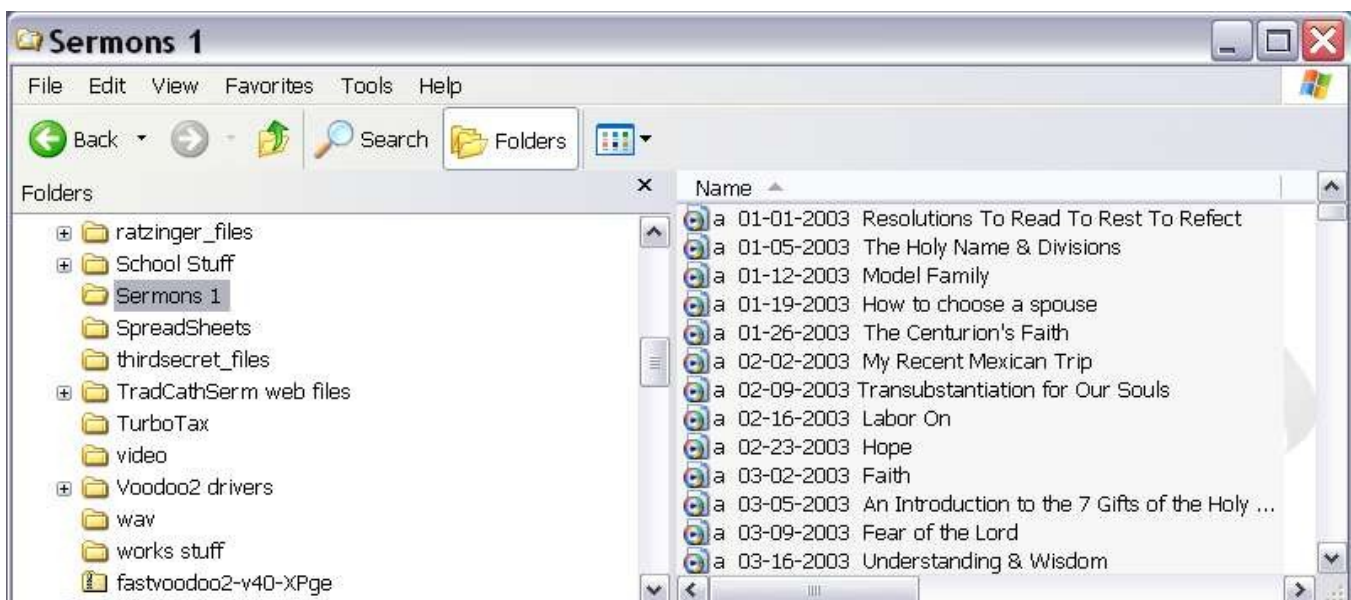 Sermons 1
File Edit View Favorites Tools Help
Back Search Folders
Folders x
ratzinger_files
School Stuff
Sermons 1
SpreadSheets
thirdsecret_files
TradCathSerm web files
TurboTax
video
Voodoo2 drivers
wav
works stuff
fastvoodoo2-v40-XPge
Name
a 01-01-2003 Resolutions To Read To Rest To Refect
a 01-05-2003 The Holy Name & Divisions
a 01-12-2003 Model Family
a 01-19-2003 How to choose a spouse
a 01-26-2003 The Centurion's Faith
a 02-02-2003 My Recent Mexican Trip
a 02-09-2003 Transubstantiation for Our Souls
a 02-16-2003 Labor On
a 02-23-2003 Hope
a 03-02-2003 Faith
a 03-05-2003 An Introduction to the 7 Gifts of the Holy ...
a 03-09-2003 Fear of the Lord
a 03-16-2003 Understanding & Wisdom